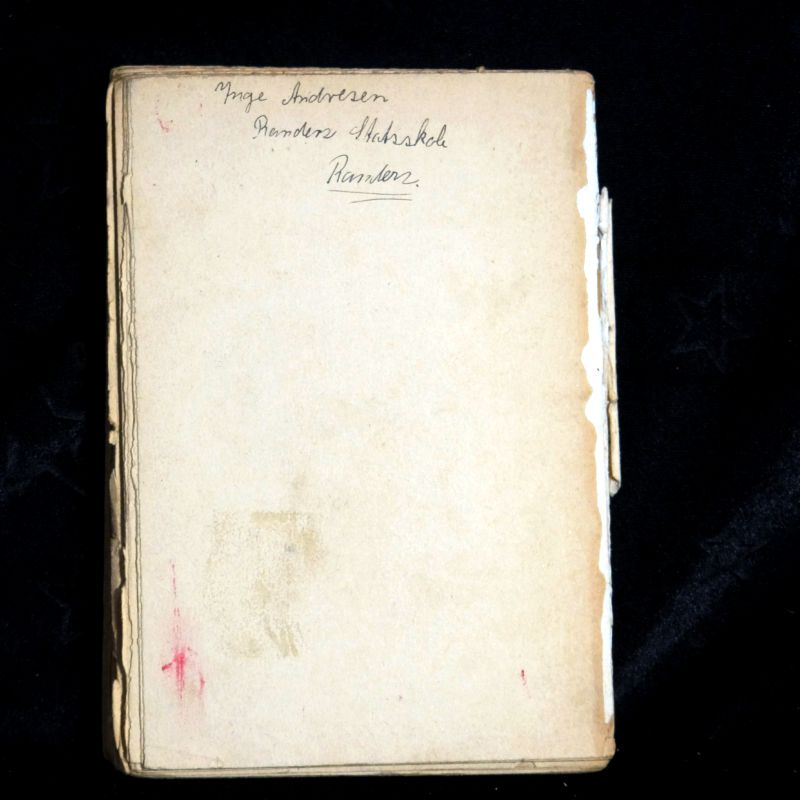 Inge Andresen
Randers Statsskole
Randers.